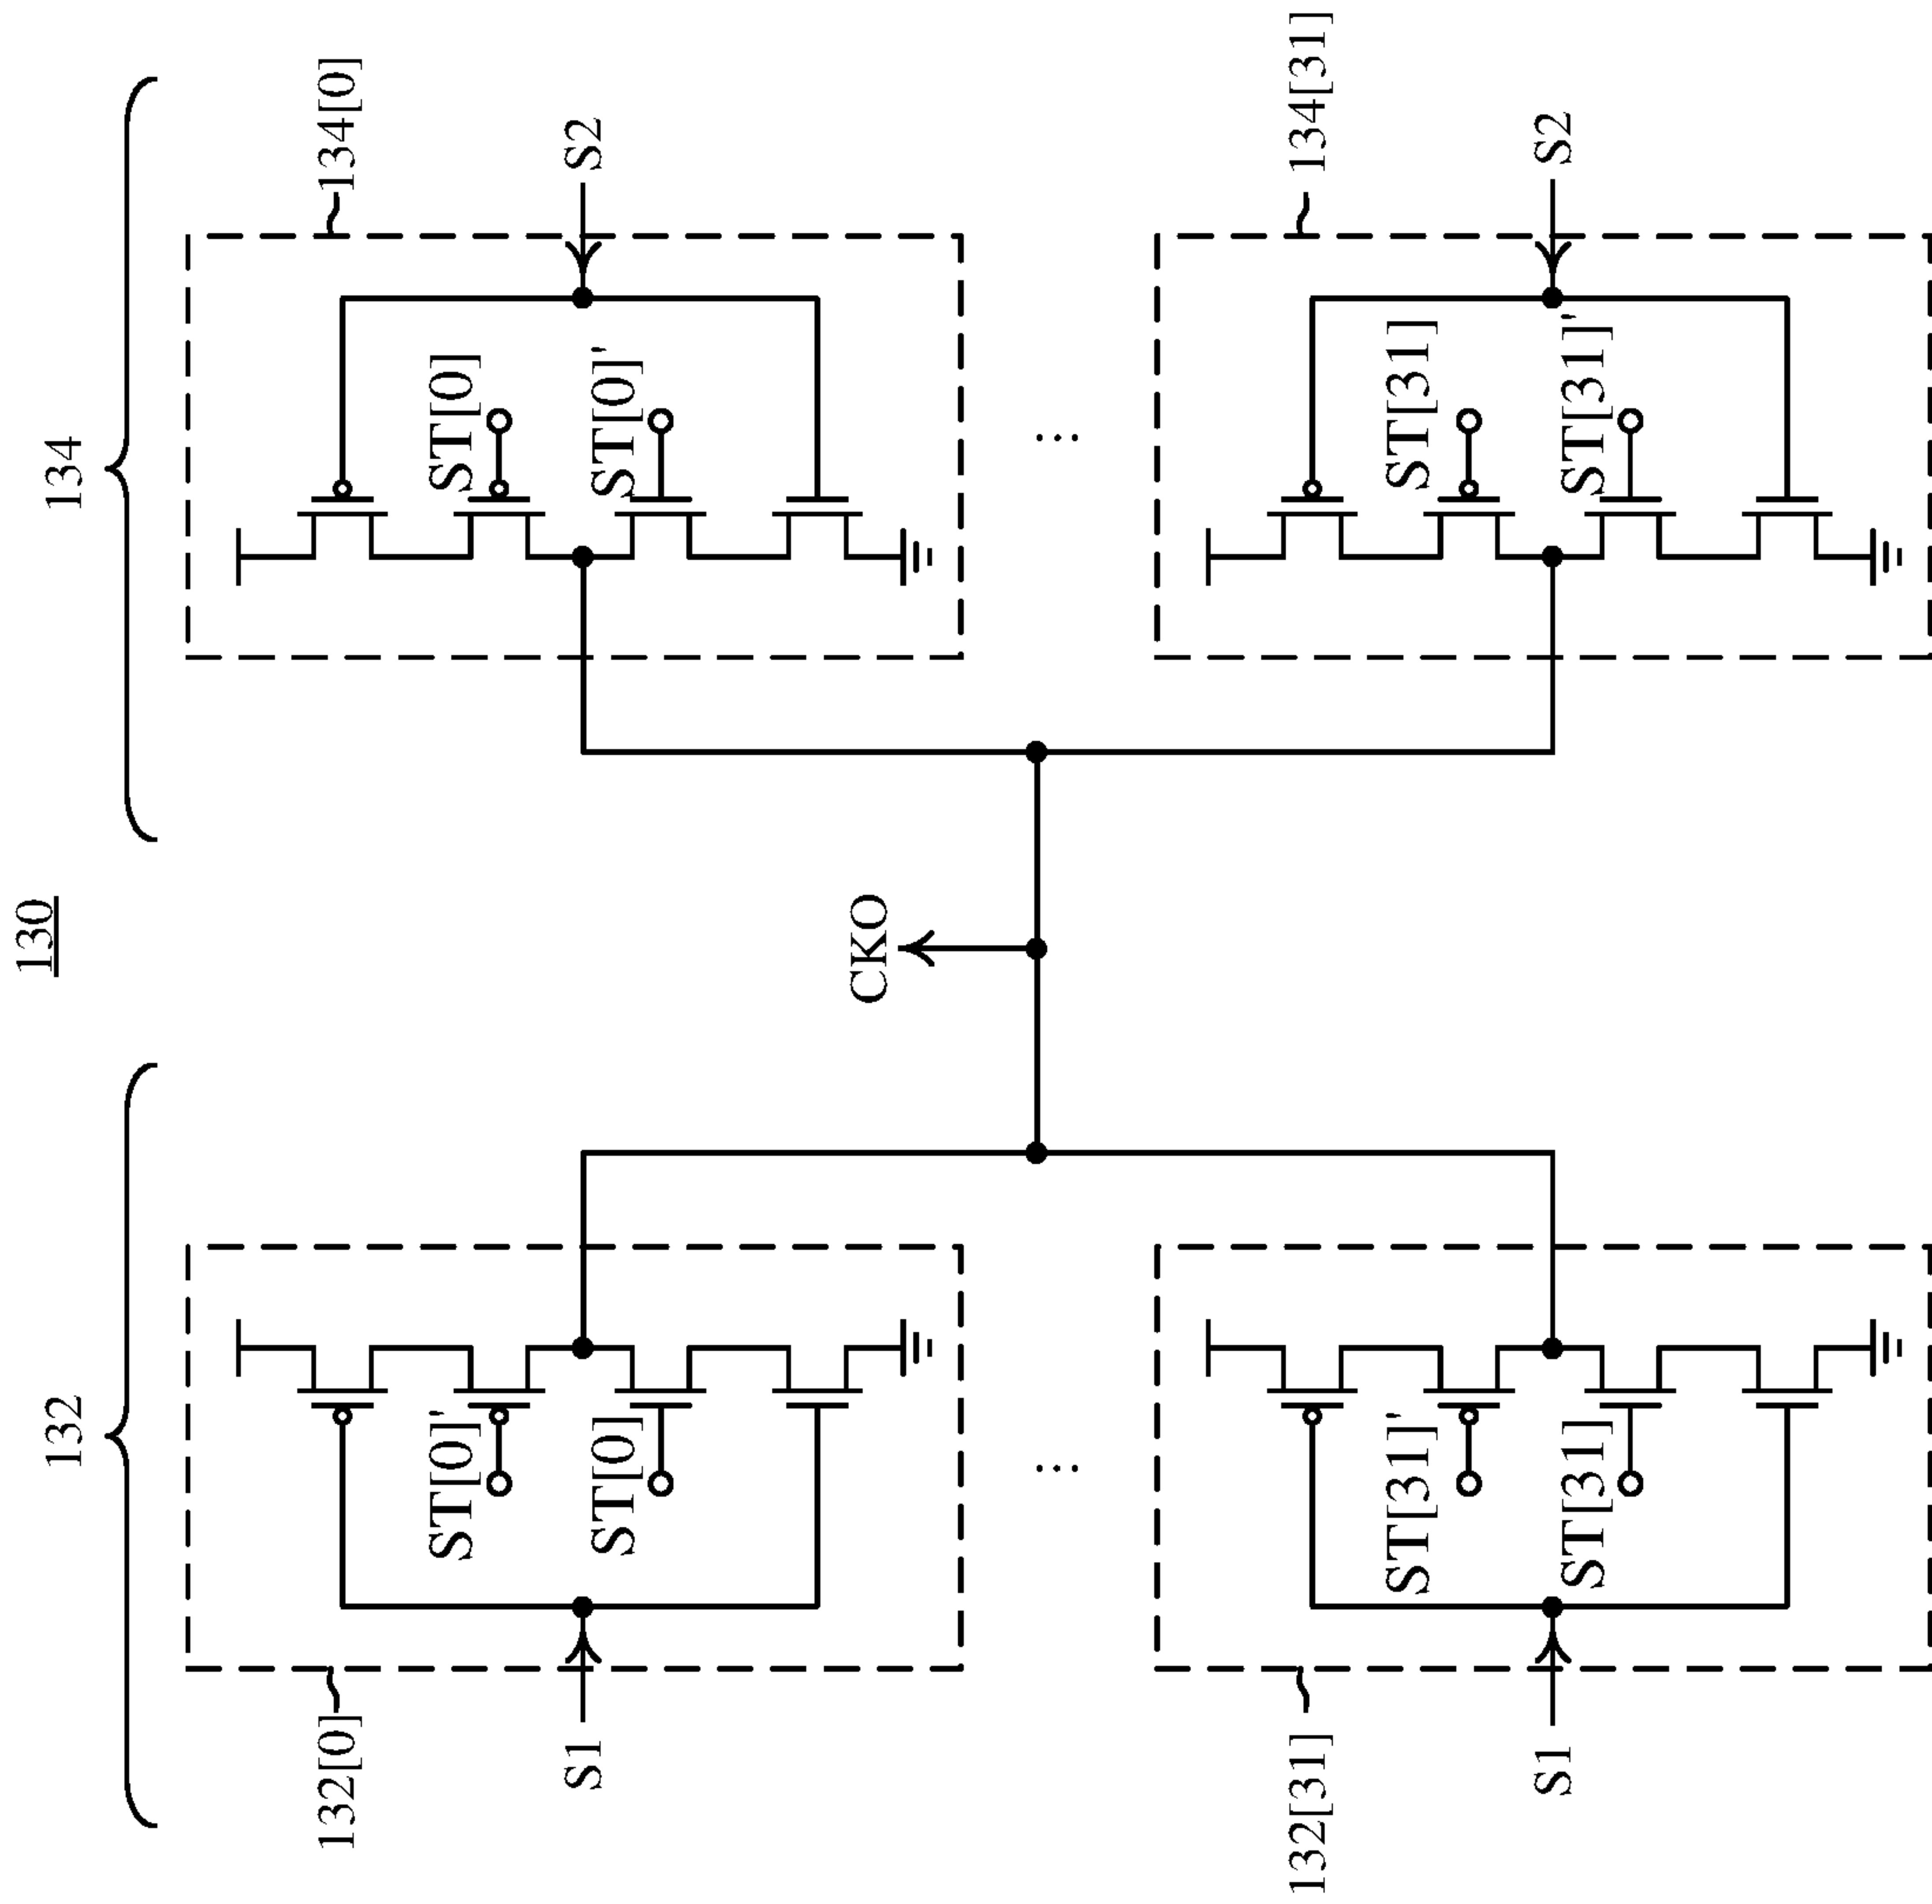 130
132
134
132[0]
134[0]
ST[0]'
ST[0]
S1
ST[0]
ST[0]'
S2
CKO
...
...
132[31]
134[31]
ST[31]'
ST[31]
S1
ST[31]
ST[31]'
S2